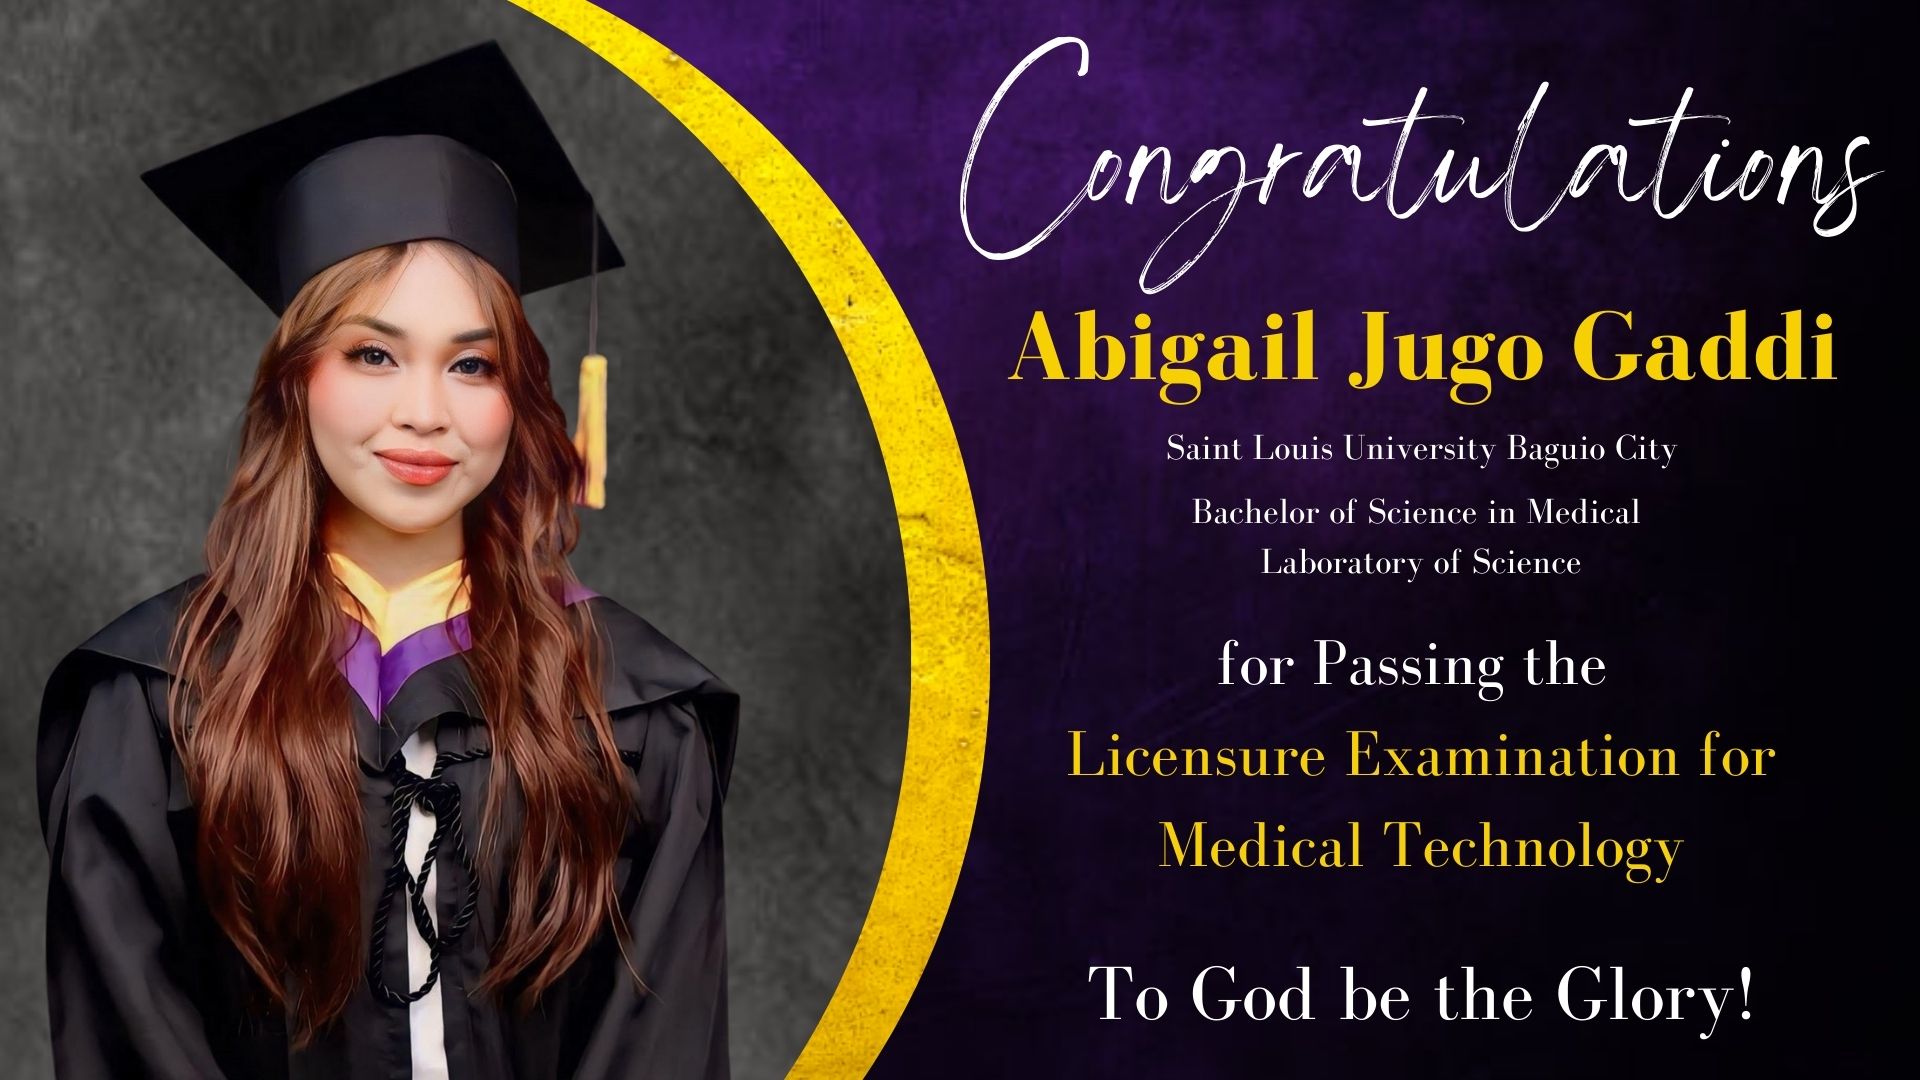 Congratulations
Abigail Jugo Gaddi
Saint Louis University Baguio City
Bachelor of Science in Medical
Laboratory of Science
for Passing the
Licensure Examination for
Medical Technology
To God be the Glory!